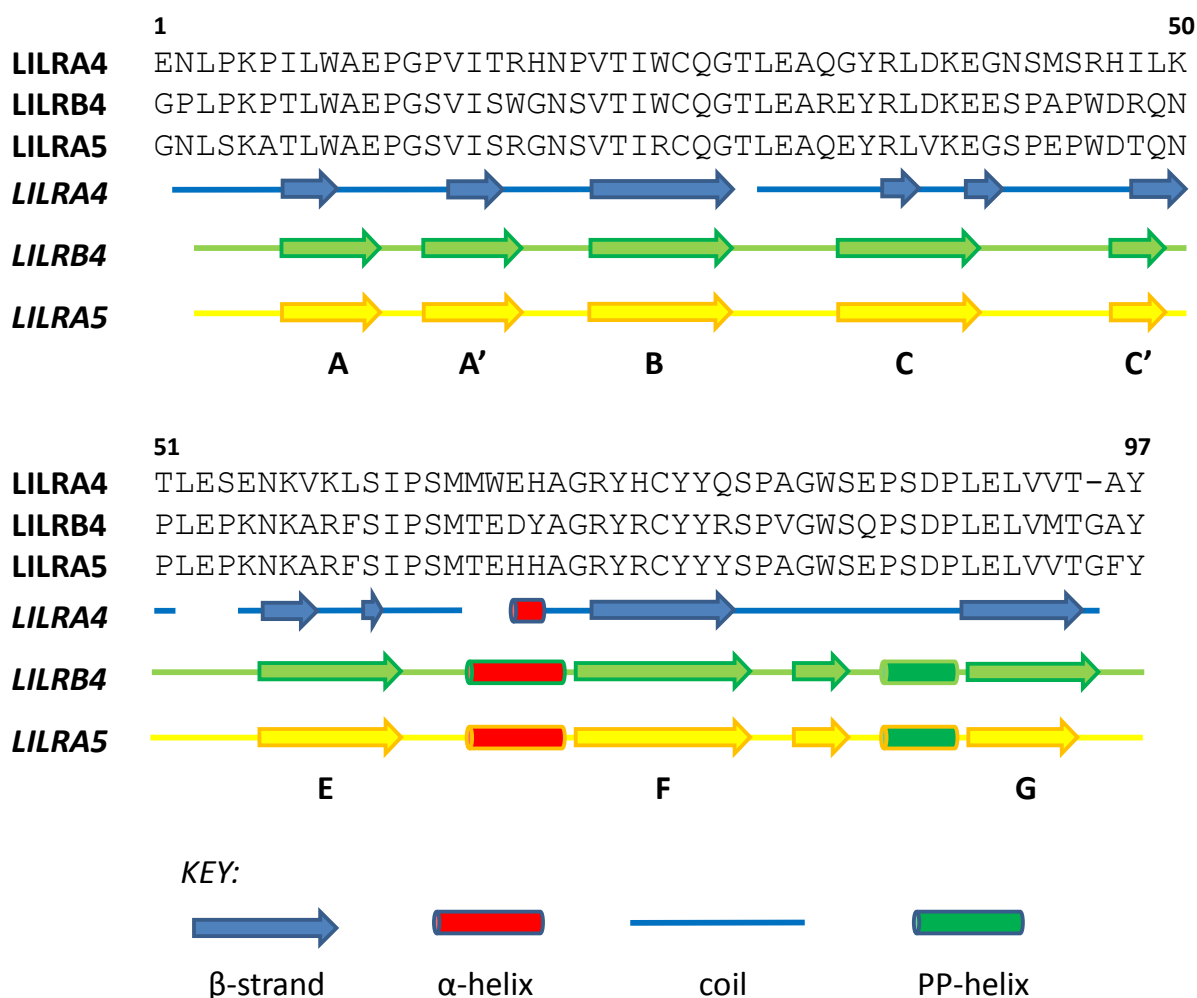 1 50
LILRA4 ENLPKPILWAEPGPVITRHNPVTIWCQGTLEAQGYRLDKEGNSMSRHILK
LILRB4 GPLPKPTLWAEPGSVISWGNSVTIWCQGTLEAREYRLDKEESPAPWDRQN
LILRA5 GNLSKATLWAEPGSVISRGNSVTIRCQGTLEAQEYRLVKEGSPEPWDTQN
LILRA4
LILRB4
LILRA5
A A’ B C C’
51 97
LILRA4 TLESENKVKLSIPSMMWEHAGRYHCYYQSPAGWSEPSDPLELVVT-AY
LILRB4 PLEPKNKARFSIPSMTEDYAGRYRCYYRSPVGWSQPSDPLELVMTGAY
LILRA5 PLEPKNKARFSIPSMTEHHAGRYRCYYYSPAGWSEPSDPLELVVTGFY
LILRA4
LILRB4
LILRA5
E F G
KEY:
β-strand α-helix coil PP-helix